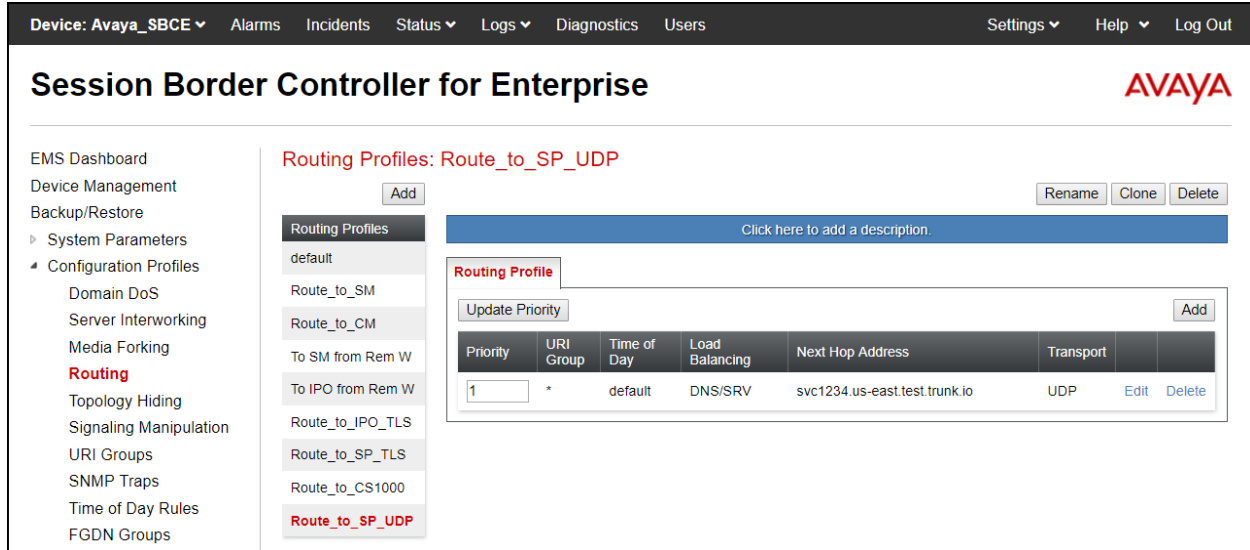 Device: Avaya_SBCE Alarms Incidents Status Logs Diagnostics Users Settings Help Log Out
Session Border Controller for Enterprise
AVAYA
EMS Dashboard
Device Management
Backup/Restore
System Parameters
Configuration Profiles
Domain DoS
Server Interworking
Media Forking
Routing
Topology Hiding
Signaling Manipulation
URI Groups
SNMP Traps
Time of Day Rules
FGDN Groups
Routing Profiles: Route_to_SP_UDP
Add
Rename Clone Delete
Routing Profiles
default
Route_to_SM
Route_to_CM
To SM from Rem W
To IPO from Rem W
Route_to_IPO_TLS
Route_to_SP_TLS
Route_to_CS1000
Route_to_SP_UDP
Click here to add a description.
Routing Profile
Update Priority Add
Priority URI Group Time of Day Load Balancing Next Hop Address Transport
1 * default DNS/SRV svc1234.us-east.test.trunk.io UDP Edit Delete